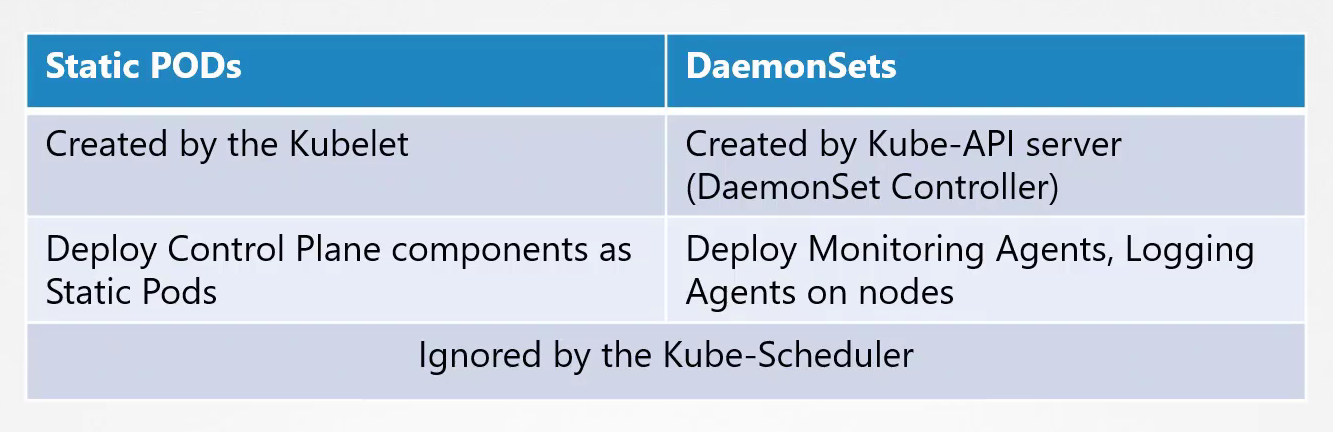 Static PODs
DaemonSets
Created by the Kubelet
Created by Kube-API server
(DaemonSet Controller)
Deploy Control Plane components as
Static Pods
Deploy Monitoring Agents, Logging
Agents on nodes
Ignored by the Kube-Scheduler